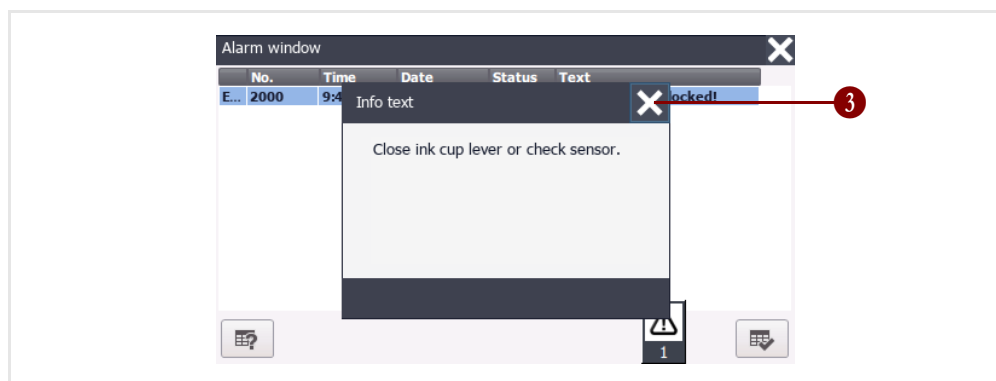 Alarm window
No. Time Date Status Text
E... 2000 9:4 ocked!
Info text
3
Close ink cup lever or check sensor.
?
1